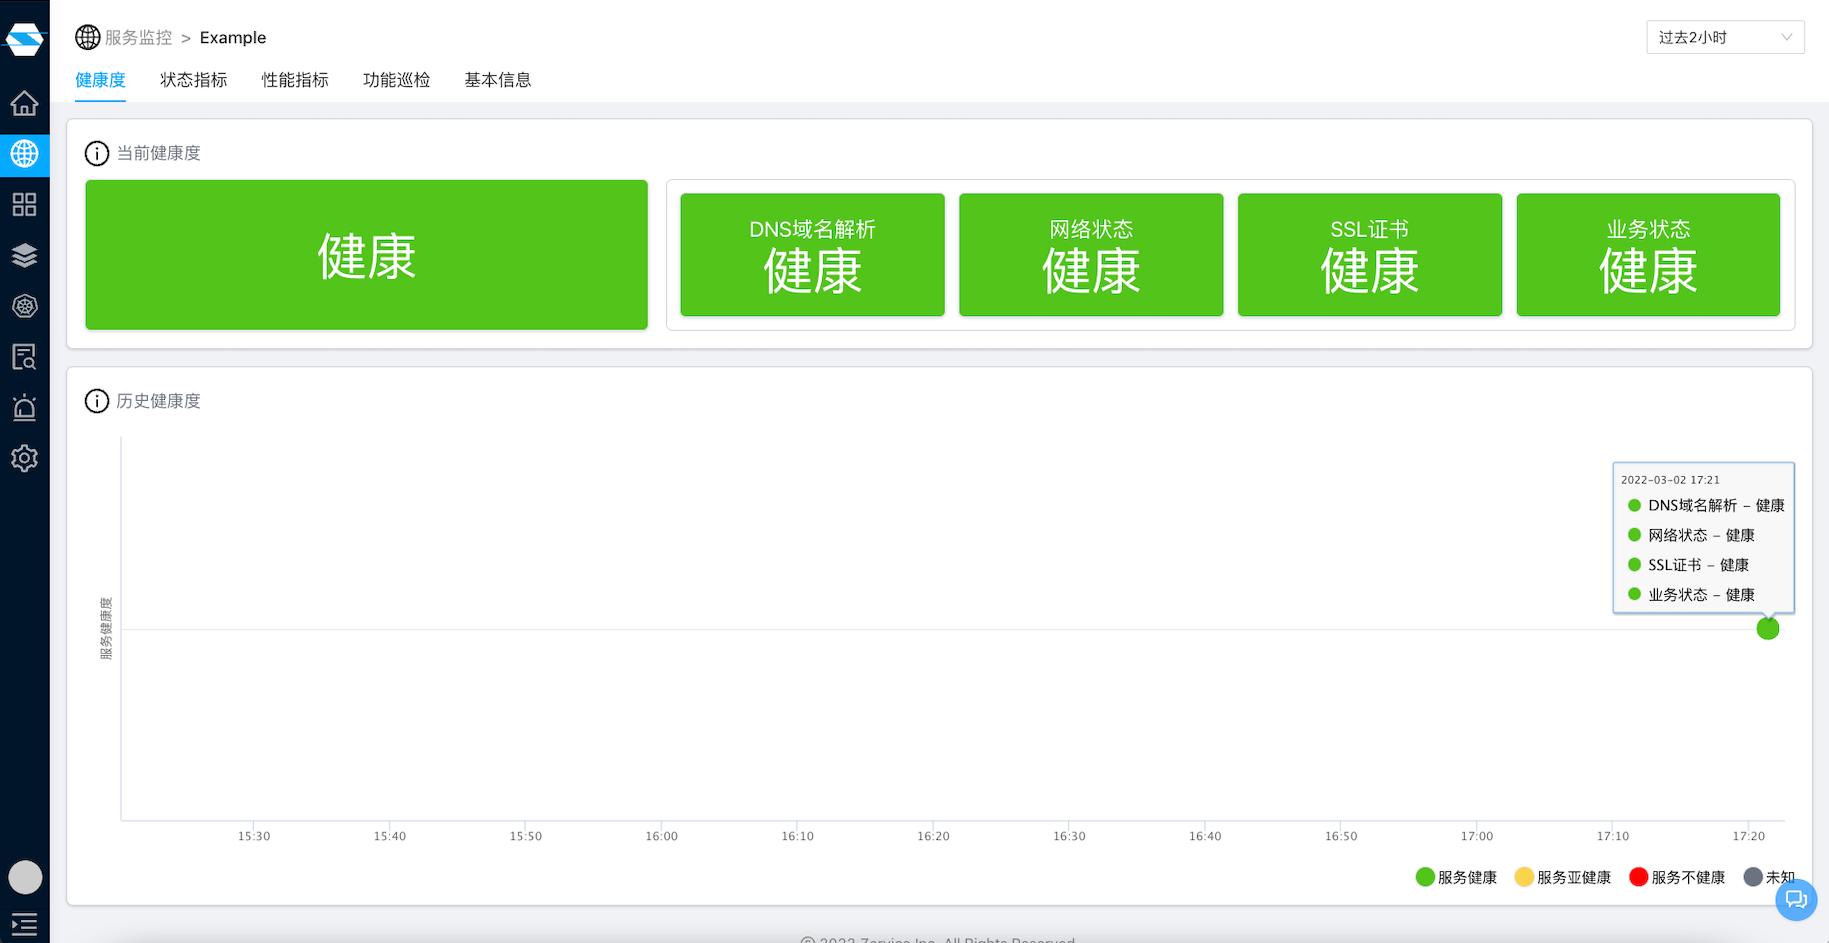 服务监控 > Example
过去2小时
健康度 状态指标 性能指标 功能巡检 基本信息
当前健康度
健康
DNS域名解析
健康
网络状态
健康
SSL证书
健康
业务状态
健康
历史健康度
服务健康度
2022-03-02 17:21
DNS域名解析 – 健康
网络状态 – 健康
SSL证书 – 健康
业务状态 – 健康
15:30 15:40 15:50 16:00 16:10 16:20 16:30 16:40 16:50 17:00 17:10 17:20
服务健康 服务亚健康 服务不健康 未知
© 2022 Zervice Inc. All Rights Reserved